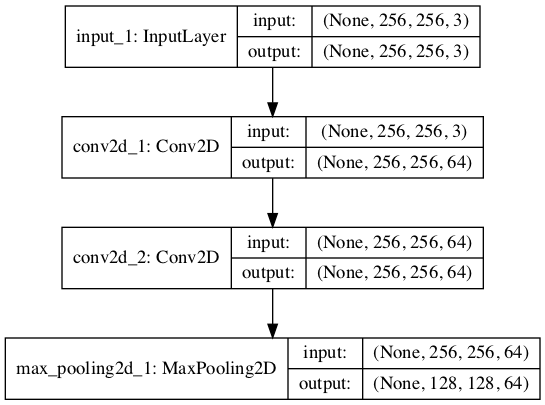 input_1: InputLayer
input: (None, 256, 256, 3)
output: (None, 256, 256, 3)
conv2d_1: Conv2D
input: (None, 256, 256, 3)
output: (None, 256, 256, 64)
conv2d_2: Conv2D
input: (None, 256, 256, 64)
output: (None, 256, 256, 64)
max_pooling2d_1: MaxPooling2D
input: (None, 256, 256, 64)
output: (None, 128, 128, 64)